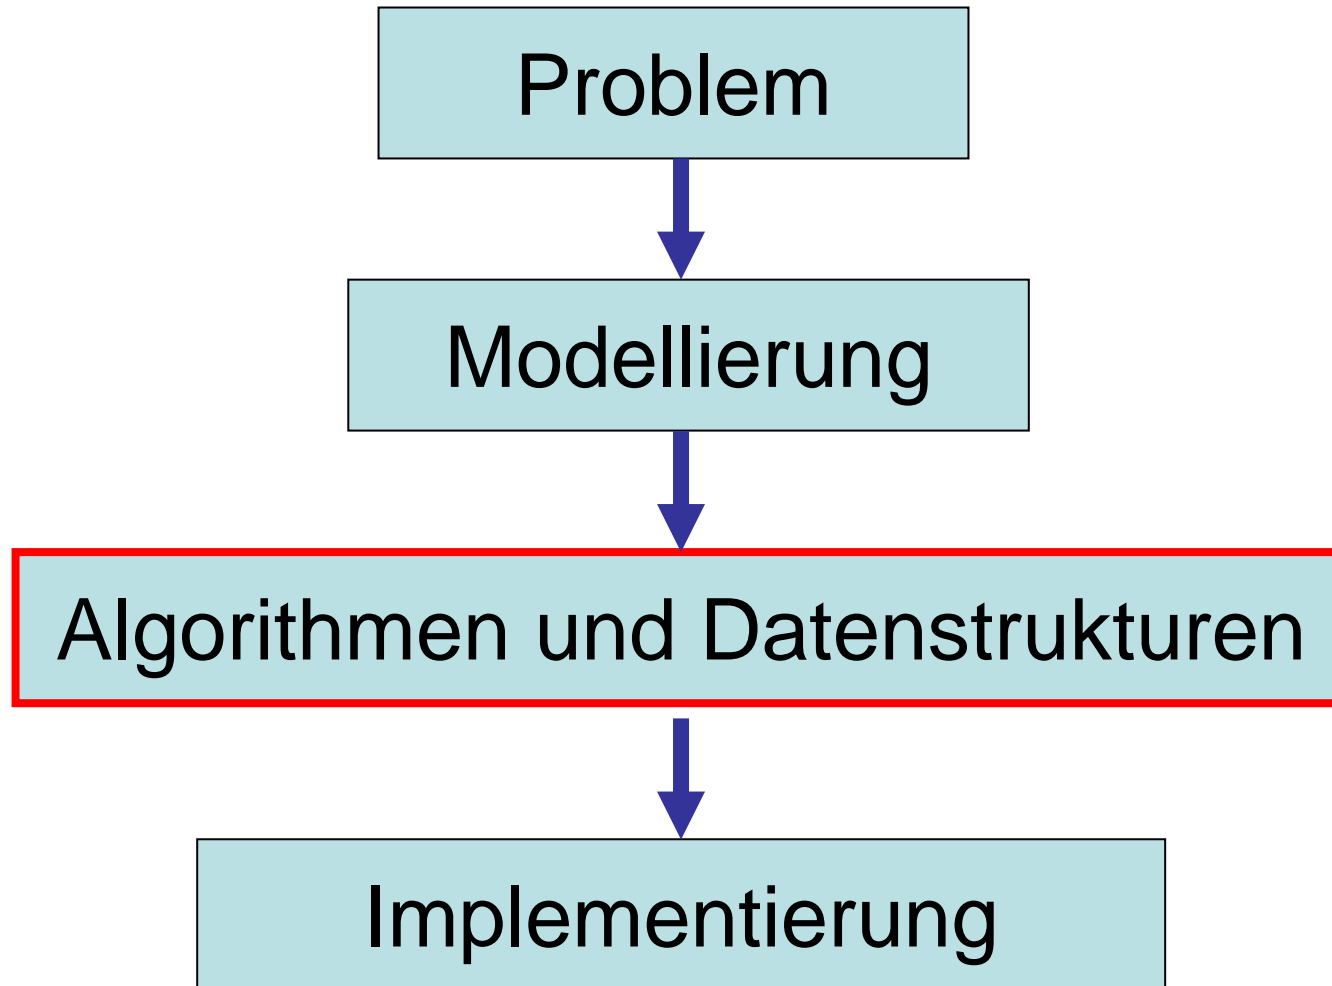 Problem
Modellierung
Algorithmen und Datenstrukturen
Implementierung